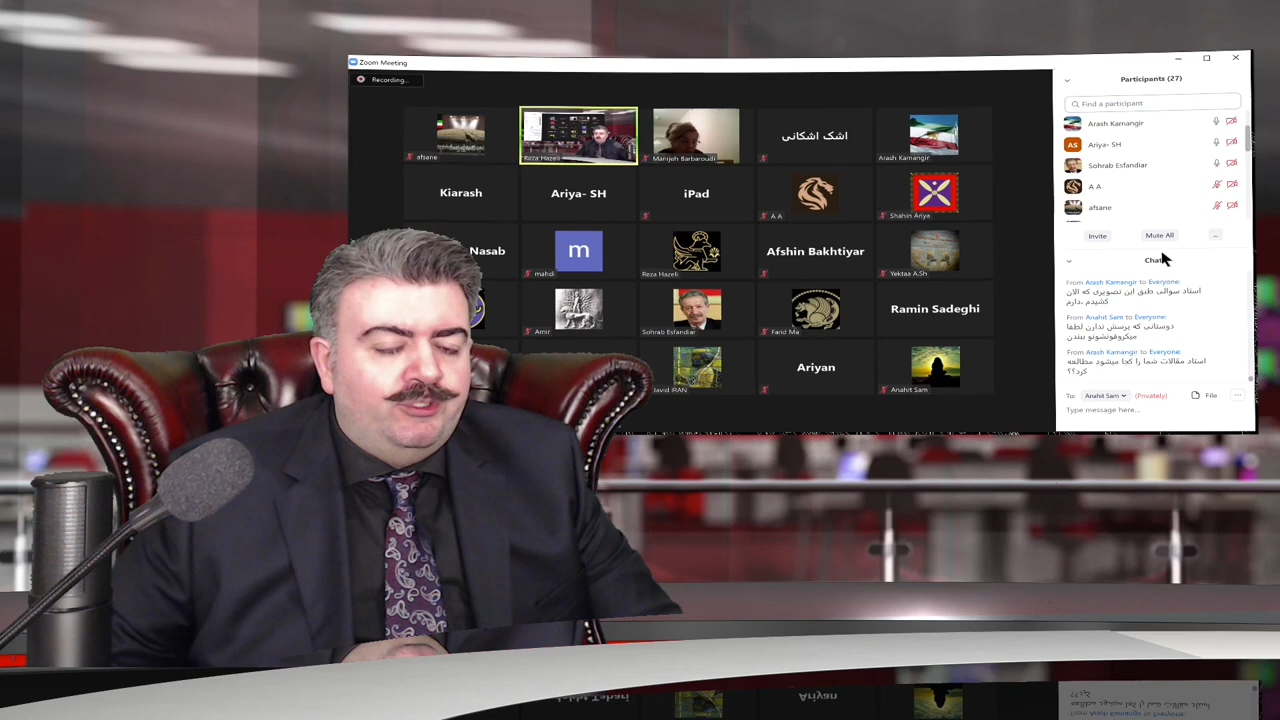 Zoom Meeting
Recording...
afsane
Reza Hazeli
Manijeh Barbaroudi
اشک اشکانی
Arash Kamangir
Kiarash
Ariya- SH
iPad
A A
Shahin Ariya
Nasab
m
mahdi
Reza Hazeli
Afshin Bakhtiyar
Yektaa A.Sh
Amir
Sohrab Esfandiar
Farid Ma
Ramin Sadeghi
Javid IRAN
Ariyan
Anahit Sam
Participants (27)
Find a participant
Arash Kamangir
AS Ariya- SH
Sohrab Esfandiar
A A
afsane
Invite Mute All ...
Chat
From Arash Kamangir to Everyone:
استاد سوائی طبق این تصویری که الان
کشیدم ،دارم
From Anahit Sam to Everyone:
دوستانی که پرسش ندارن لطفا
میکروفونشونو ببندن
From Arash Kamangir to Everyone:
استاد مقالات شما را کجا میشود مطالعه
کرد؟؟
To: Anahit Sam (Privately) File ...
Type message here...
Ariyan